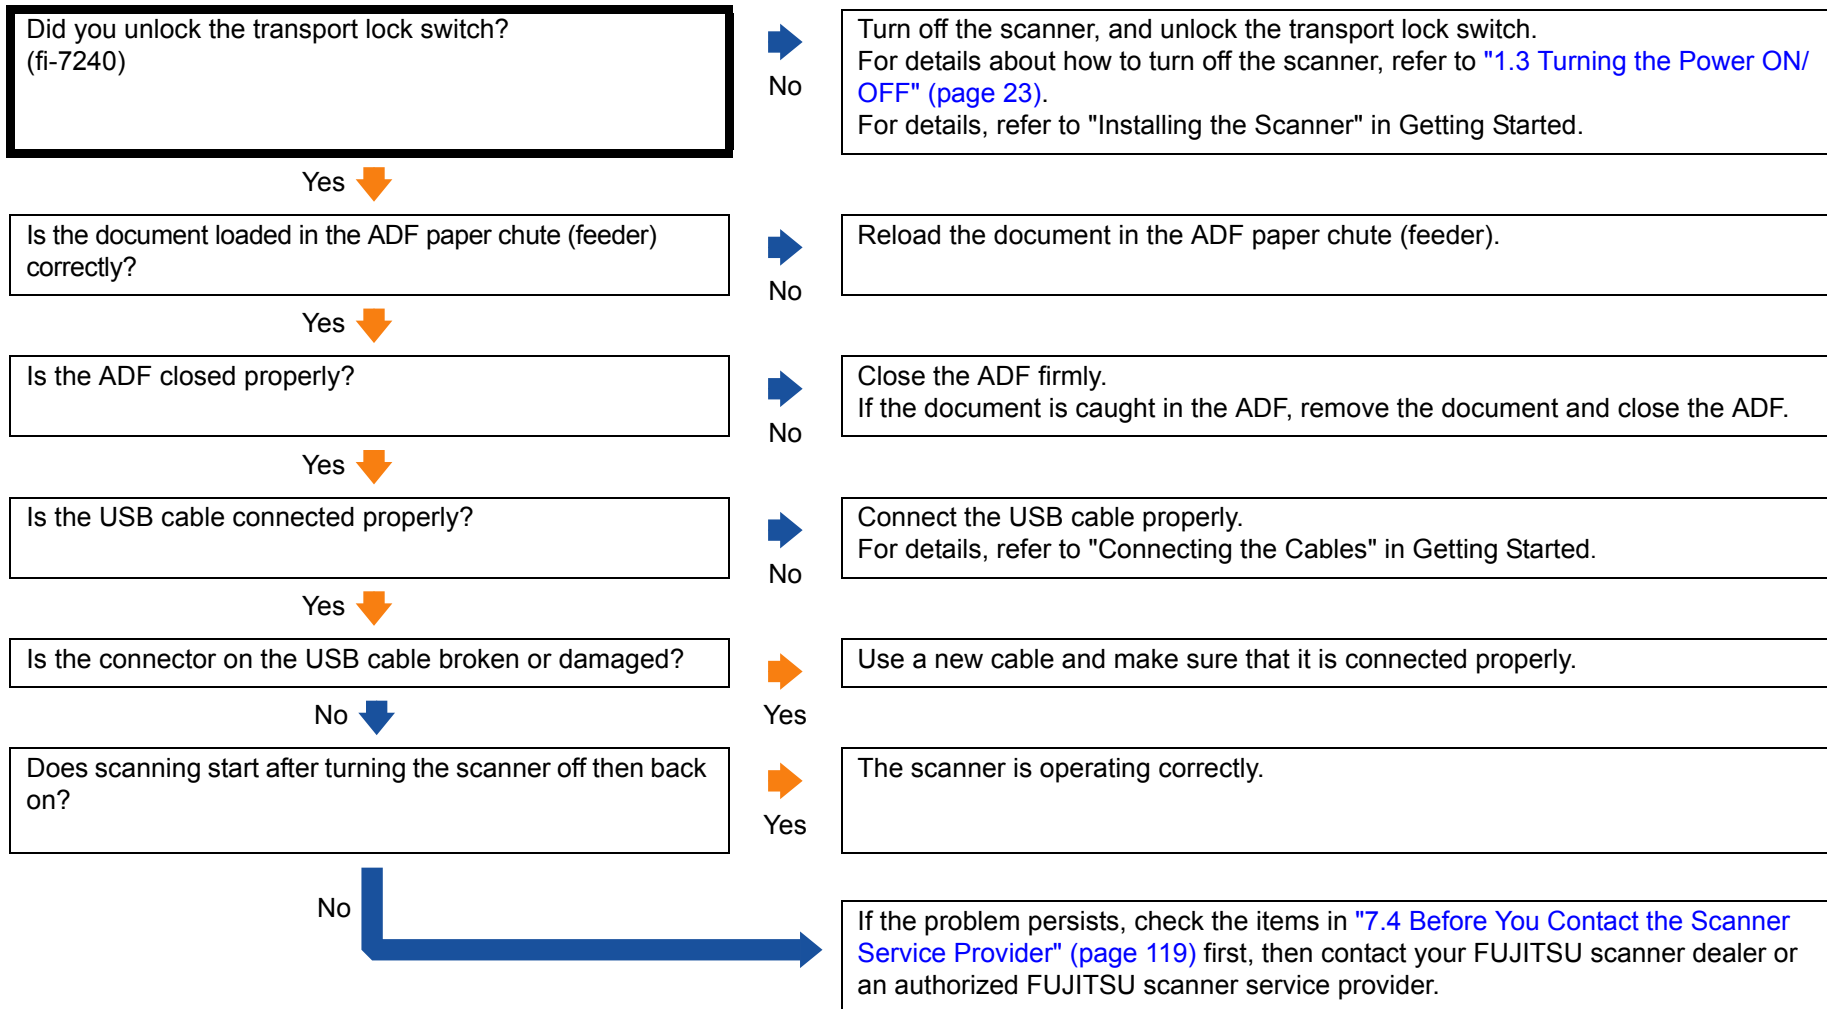 Did you unlock the transport lock switch?
(fi-7240)
No
Turn off the scanner, and unlock the transport lock switch.
For details about how to turn off the scanner, refer to "1.3 Turning the Power ON/
OFF" (page 23).
For details, refer to "Installing the Scanner" in Getting Started.
Yes
Is the document loaded in the ADF paper chute (feeder)
correctly?
No
Reload the document in the ADF paper chute (feeder).
Yes
Is the ADF closed properly?
No
Close the ADF firmly.
If the document is caught in the ADF, remove the document and close the ADF.
Yes
Is the USB cable connected properly?
No
Connect the USB cable properly.
For details, refer to "Connecting the Cables" in Getting Started.
Yes
Is the connector on the USB cable broken or damaged?
Yes
Use a new cable and make sure that it is connected properly.
No
Does scanning start after turning the scanner off then back
on?
Yes
The scanner is operating correctly.
No
If the problem persists, check the items in "7.4 Before You Contact the Scanner
Service Provider" (page 119) first, then contact your FUJITSU scanner dealer or
an authorized FUJITSU scanner service provider.